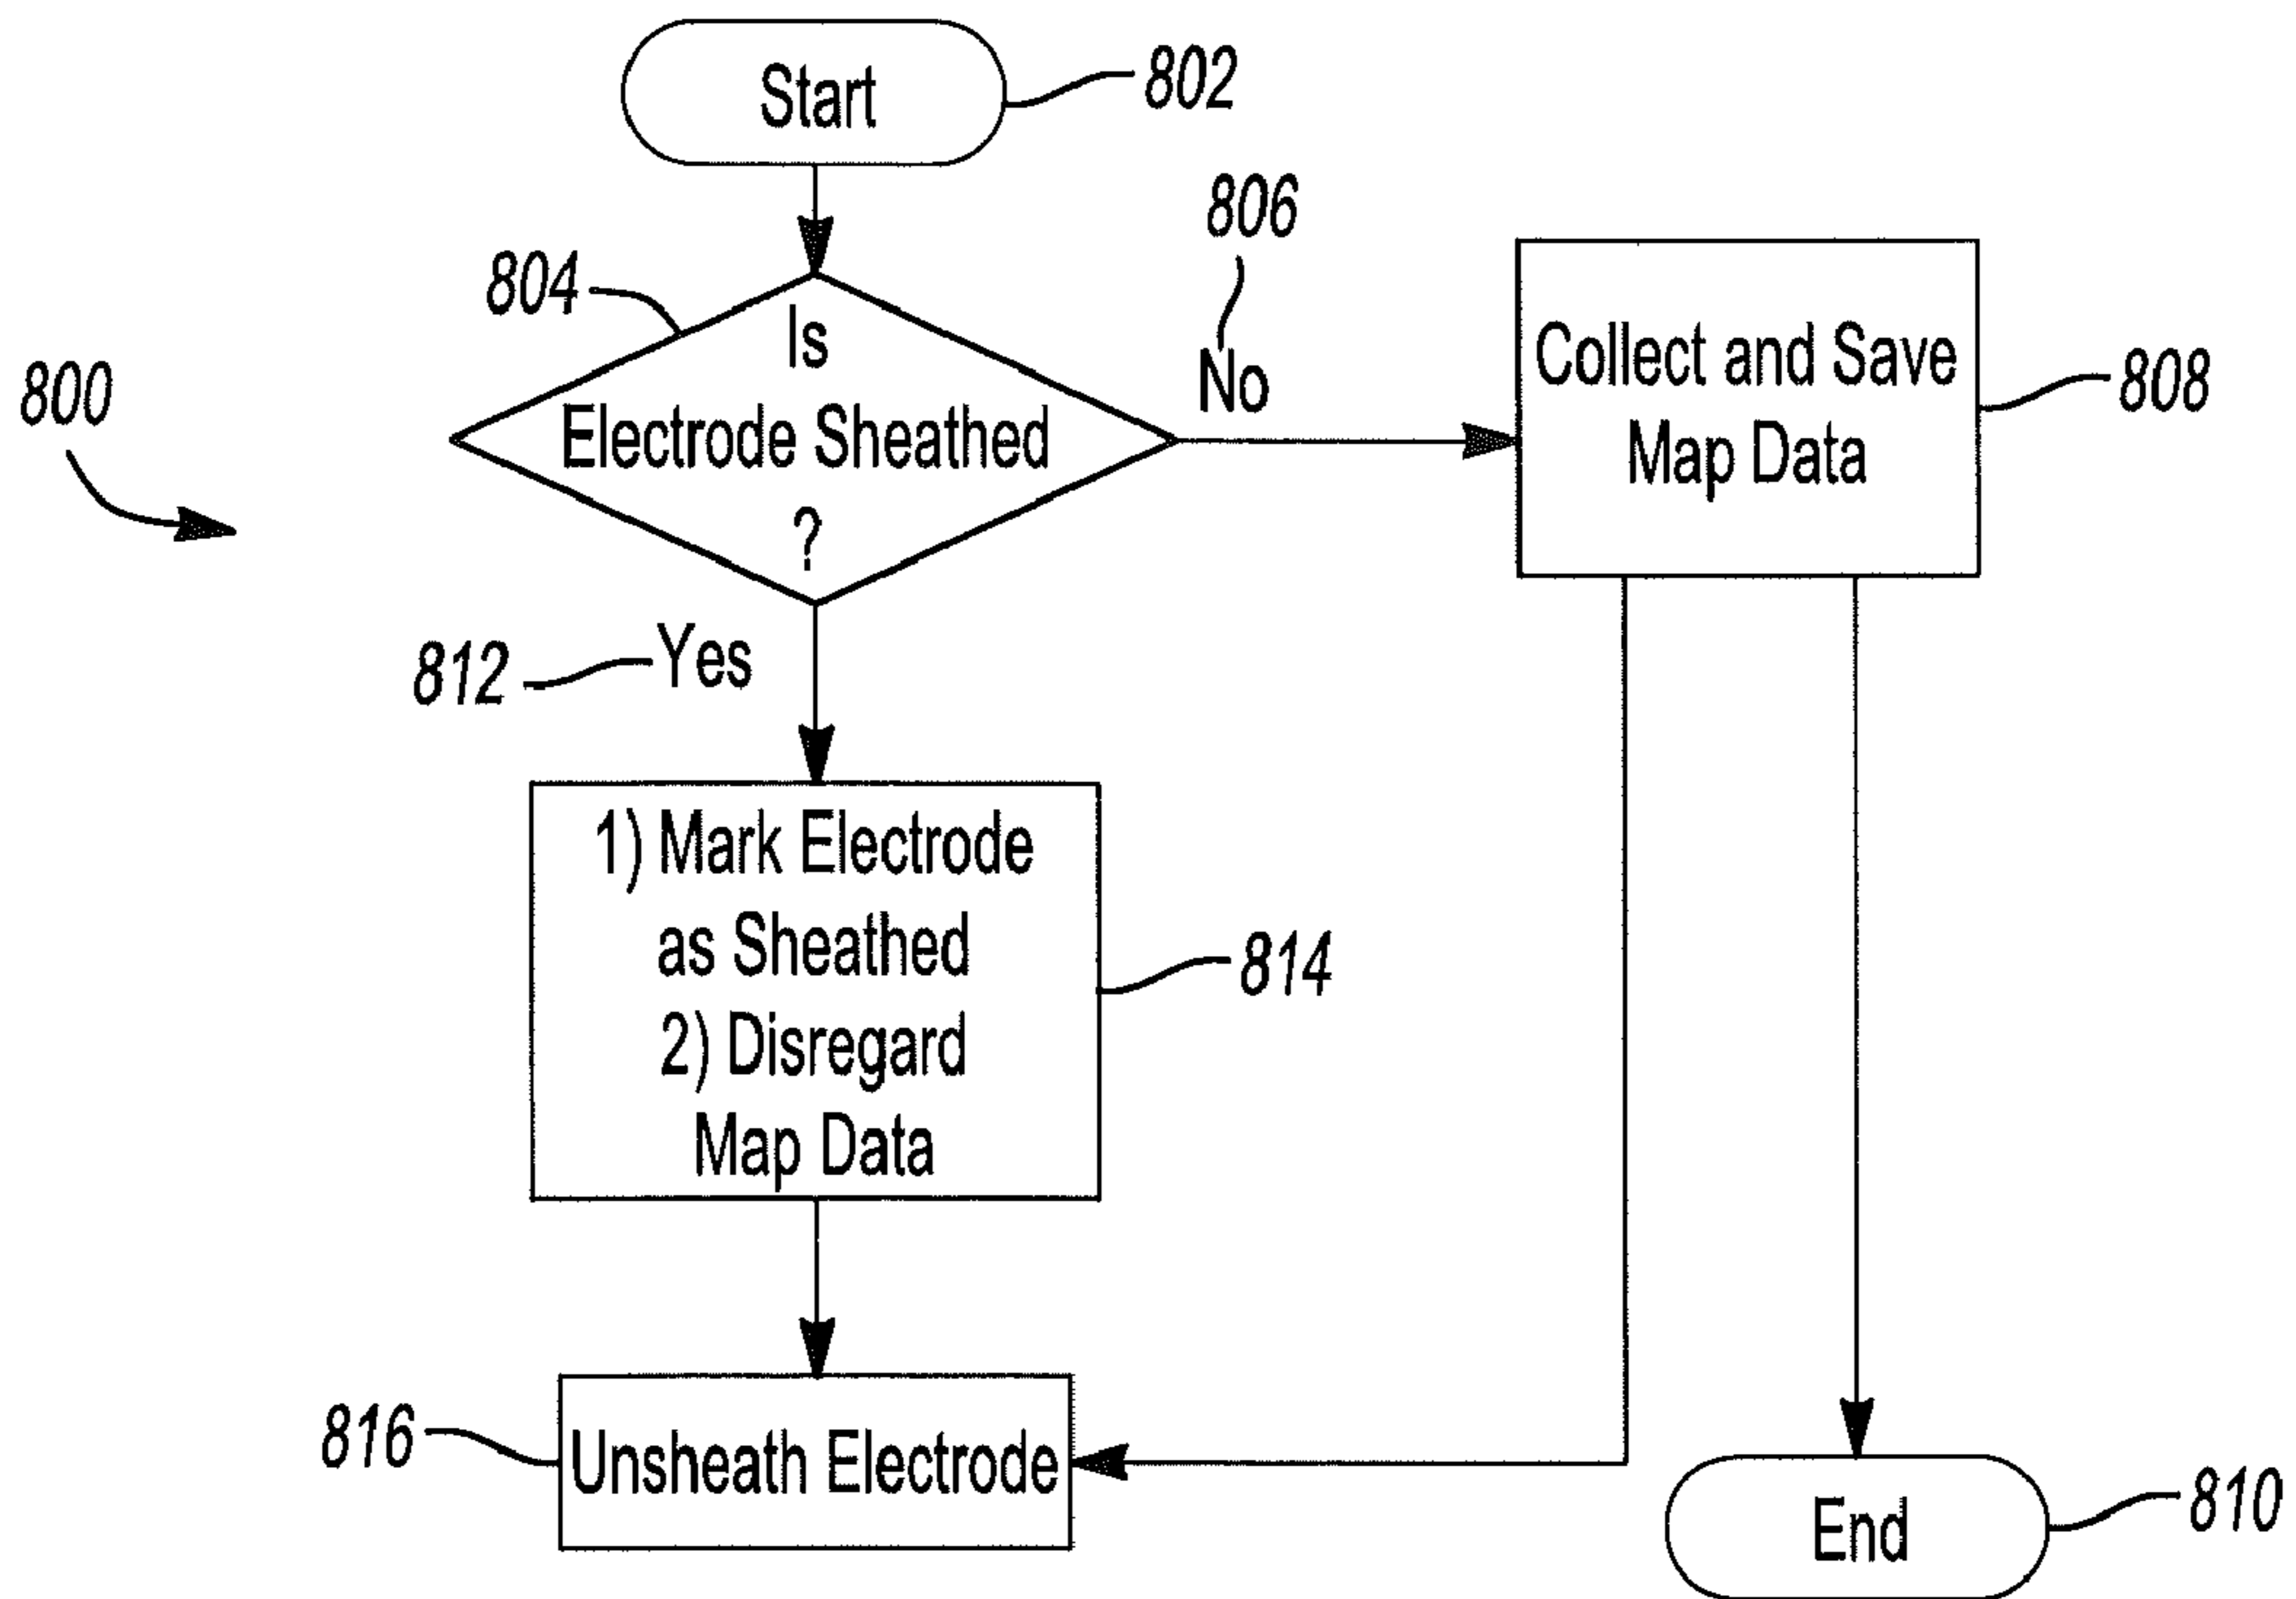 Start
802
806
804
Is
Electrode Sheathed
?
No
Collect and Save
Map Data
808
800
812
Yes
1) Mark Electrode
as Sheathed
2) Disregard
Map Data
814
816
Unsheath Electrode
End
810